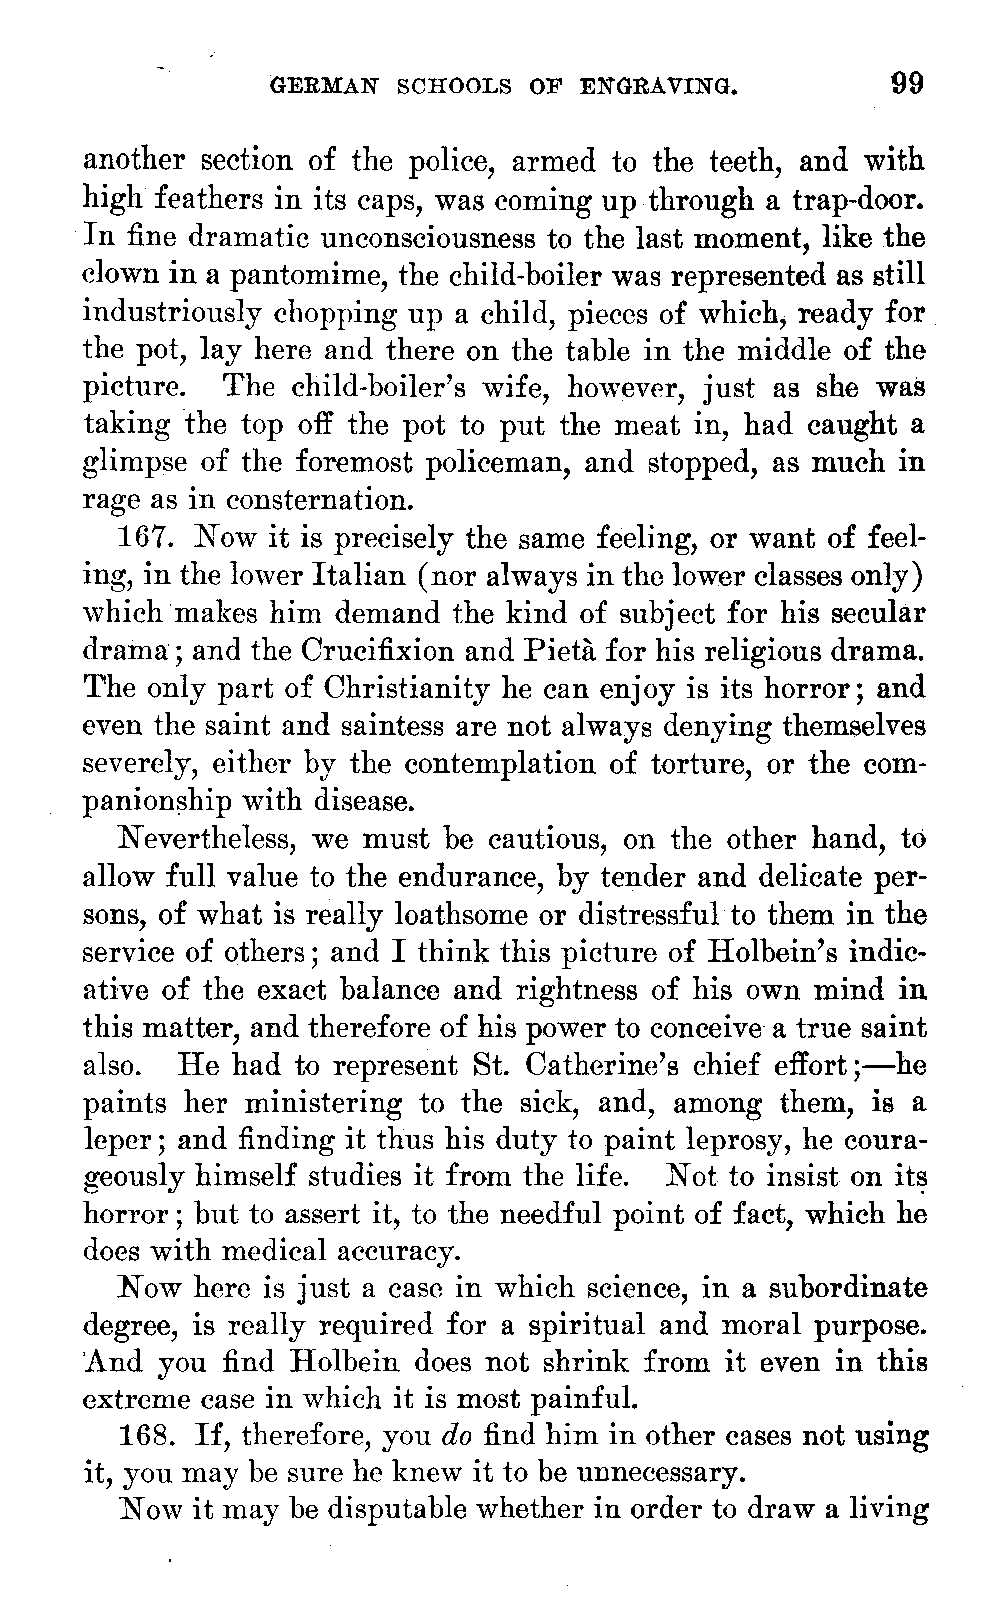 GERMAN SCHOOLS OF ENGRAVING. 99
another section of the police, armed to the teeth, and with
high feathers in its caps, was coming up through a trap-door.
In fine dramatic unconsciousness to the last moment, like the
clown in a pantomime, the child-boiler was represented as still
industriously chopping up a child, pieces of which, ready for
the pot, lay here and there on the table in the middle of the
picture. The child-boiler's wife, however, just as she was
taking the top off the pot to put the meat in, had caught a
glimpse of the foremost policeman, and stopped, as much in
rage as in consternation.
167. Now it is precisely the same feeling, or want of feel-
ing, in the lower Italian (nor always in the lower classes only)
which makes him demand the kind of subject for his secular
drama; and the Crucifixion and Pietà for his religious drama.
The only part of Christianity he can enjoy is its horror; and
even the saint and saintess are not always denying themselves
severely, either by the contemplation of torture, or the com-
panionship with disease.
Nevertheless, we must be cautious, on the other hand, to
allow full value to the endurance, by tender and delicate per-
sons, of what is really loathsome or distressful to them in the
service of others; and I think this picture of Holbein's indic-
ative of the exact balance and rightness of his own mind in
this matter, and therefore of his power to conceive a true saint
also. He had to represent St. Catherine's chief effort;—he
paints her ministering to the sick, and, among them, is a
leper; and finding it thus his duty to paint leprosy, he coura-
geously himself studies it from the life. Not to insist on its
horror; but to assert it, to the needful point of fact, which he
does with medical accuracy.
Now here is just a case in which science, in a subordinate
degree, is really required for a spiritual and moral purpose.
And you find Holbein does not shrink from it even in this
extreme case in which it is most painful.
168. If, therefore, you do find him in other cases not using
it, you may be sure he knew it to be unnecessary.
Now it may be disputable whether in order to draw a living